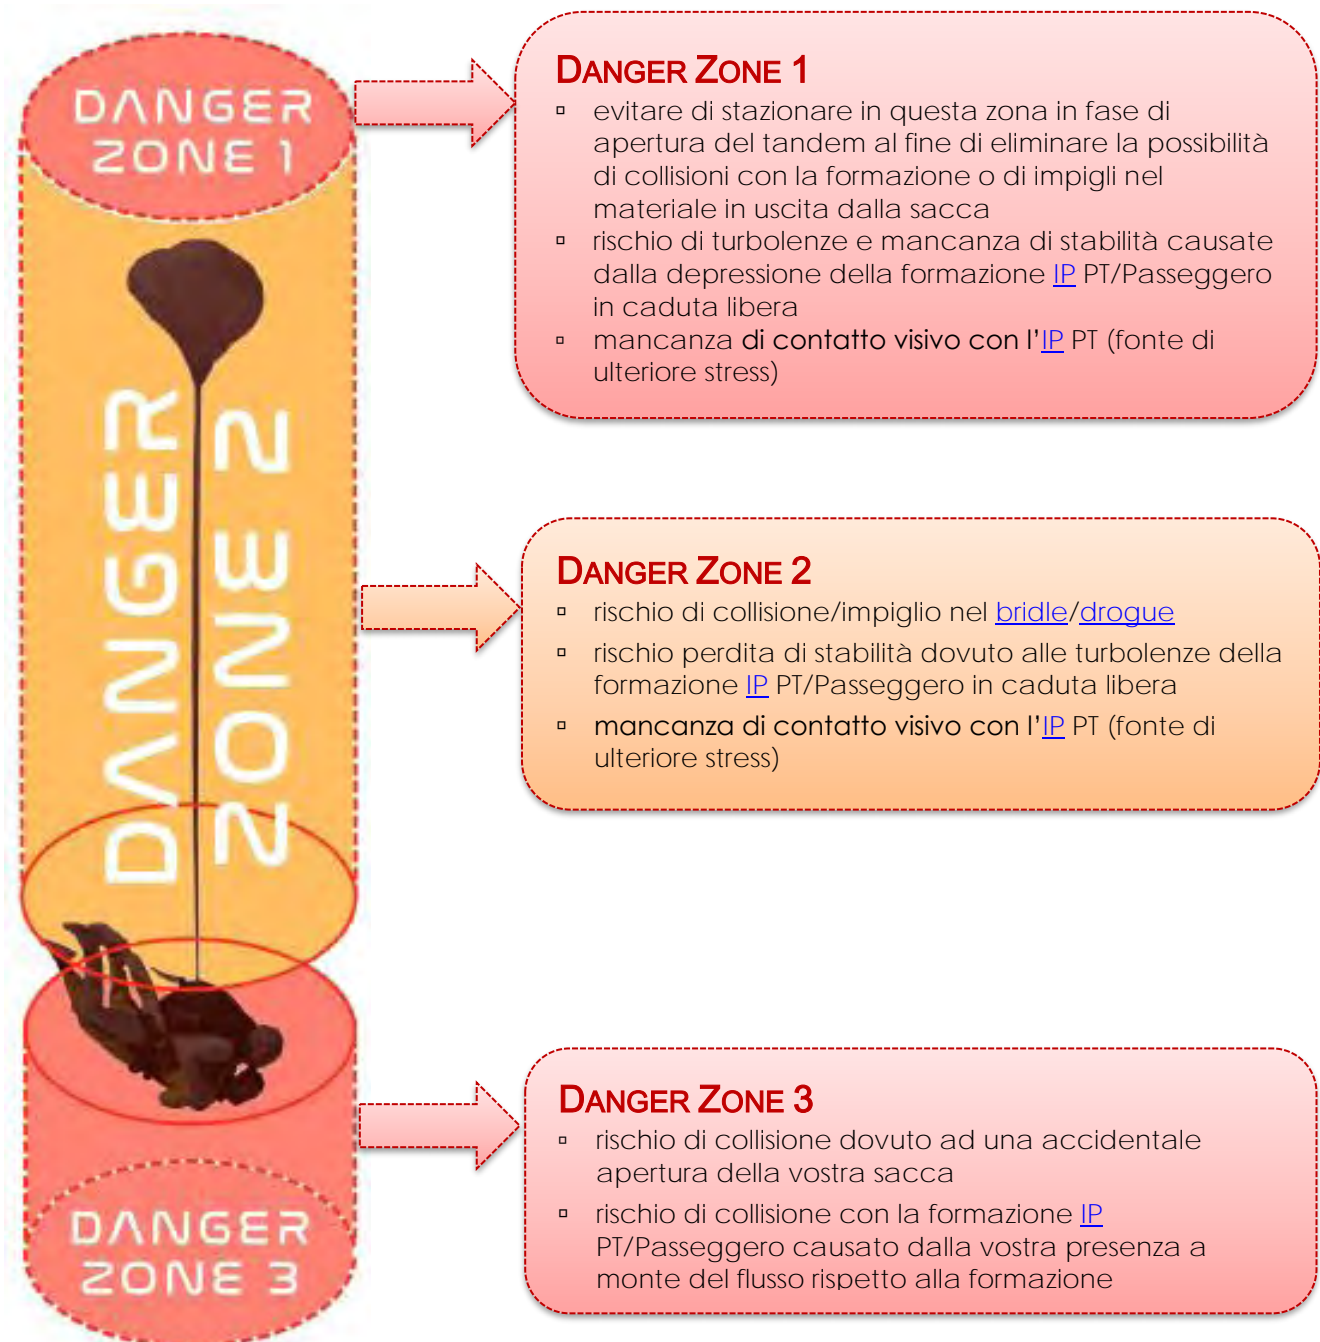 DANGER
ZONE 1
DANGER
ZONE 2
DANGER
ZONE 3
DANGER ZONE 1
▫ evitare di stazionare in questa zona in fase di
apertura del tandem al fine di eliminare la possibilità
di collisioni con la formazione o di impigli nel
materiale in uscita dalla sacca
▫ rischio di turbolenze e mancanza di stabilità causate
dalla depressione della formazione IP PT/Passeggero
in caduta libera
▫ mancanza di contatto visivo con l’IP PT (fonte di
ulteriore stress)
DANGER ZONE 2
▫ rischio di collisione/impiglio nel bridle/drogue
▫ rischio perdita di stabilità dovuto alle turbolenze della
formazione IP PT/Passeggero in caduta libera
▫ mancanza di contatto visivo con l’IP PT (fonte di
ulteriore stress)
DANGER ZONE 3
▫ rischio di collisione dovuto ad una accidentale
apertura della vostra sacca
▫ rischio di collisione con la formazione IP
PT/Passeggero causato dalla vostra presenza a
monte del flusso rispetto alla formazione